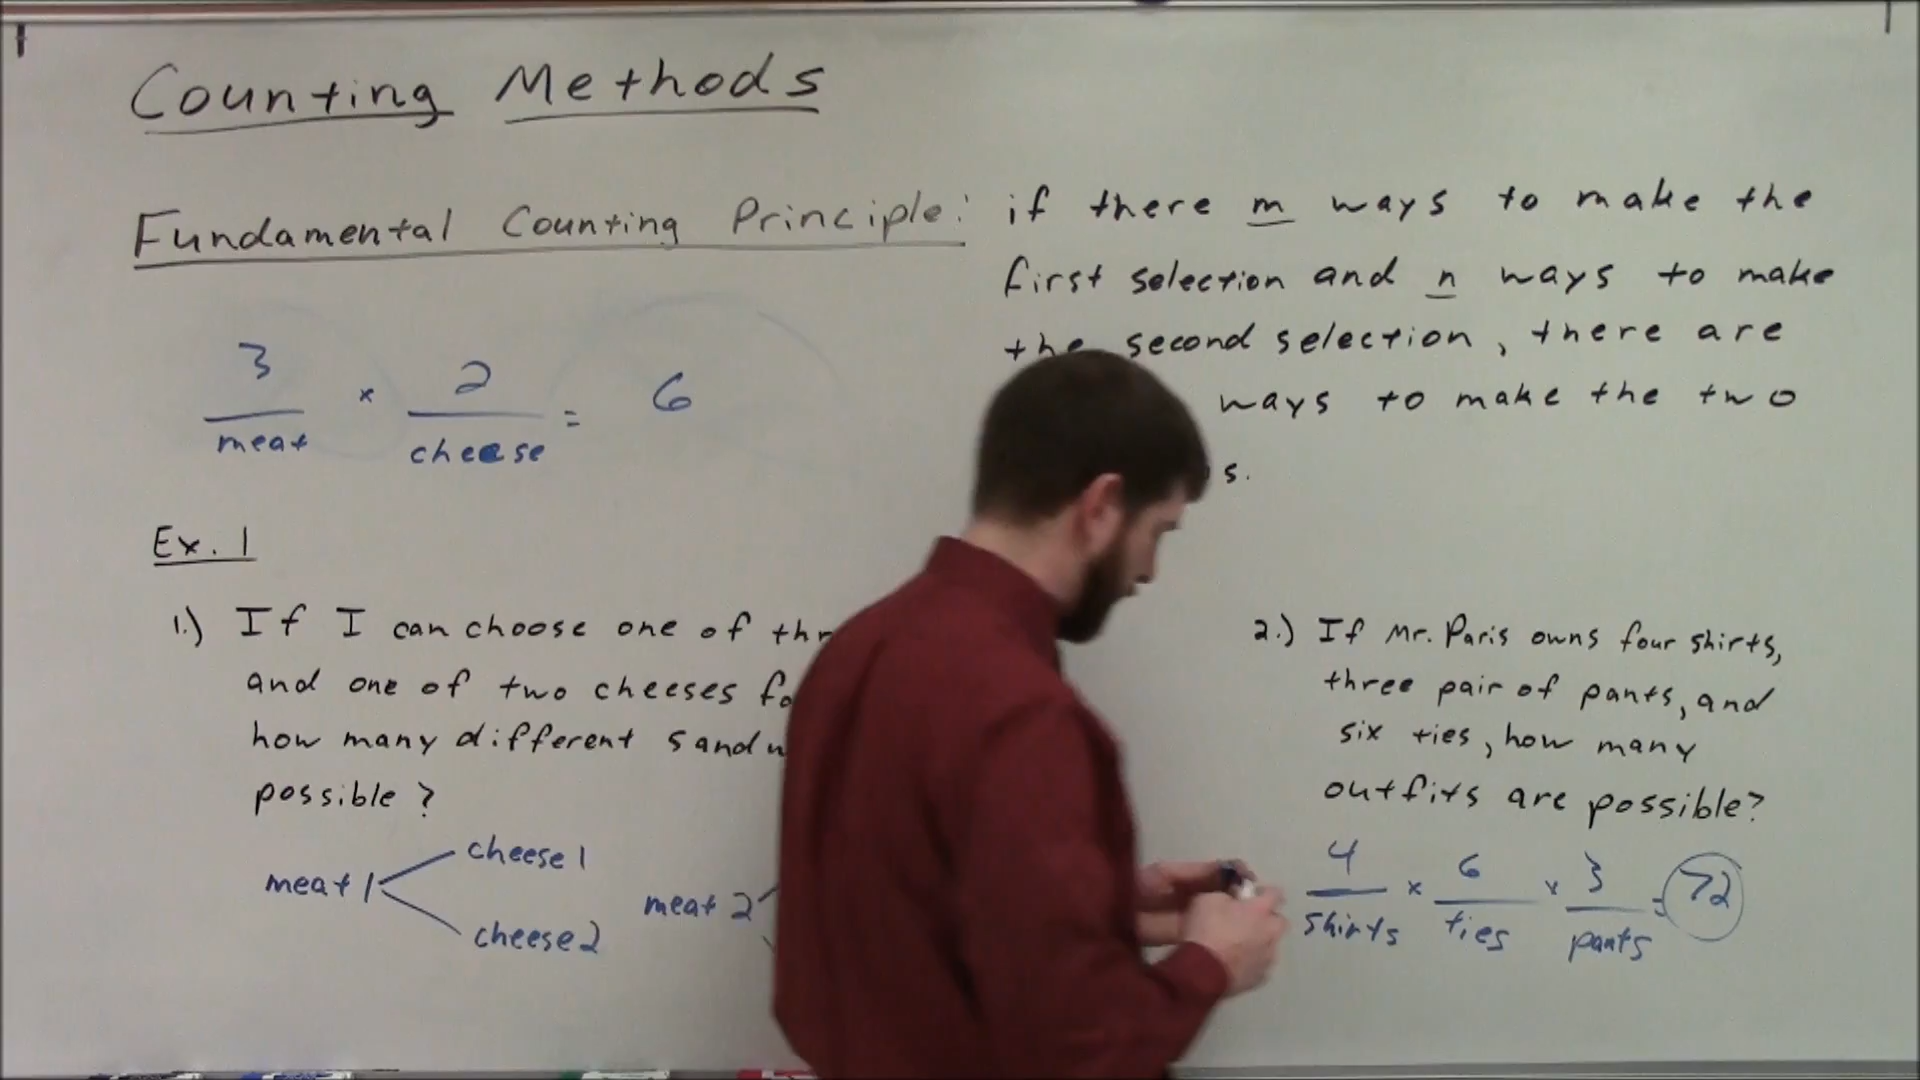 Counting Methods
Fundamental Counting Principle: if there m ways to make the
first selection and n ways to make
the second selection, there are
ways to make the two
s.
3 × 2 = 6
meat cheese
Ex. 1
1.) If I can choose one of thr
and one of two cheeses fo
how many different sandw
possible?
meat 1 cheese 1
cheese 2
meat 2
2.) If Mr. Paris owns four shirts,
three pair of pants, and
six ties, how many
outfits are possible?
4 × 6 × 3 = 72
shirts ties pants